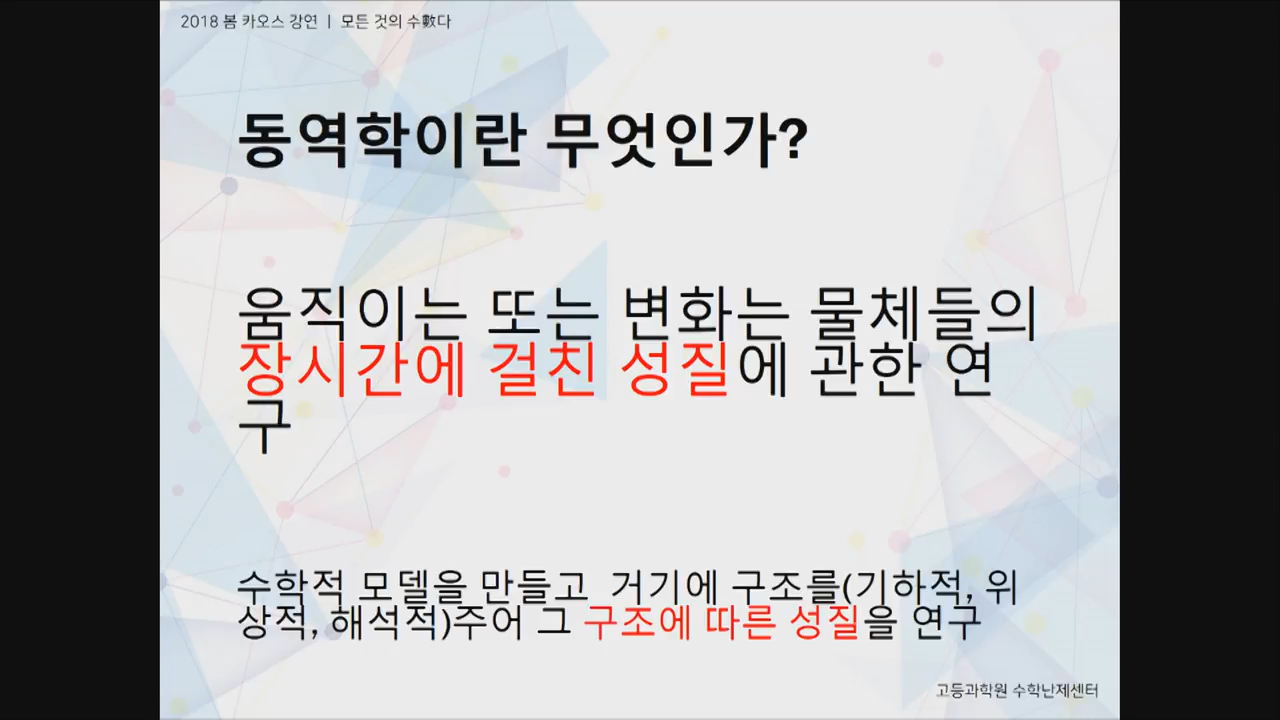 2018 봄 카오스 강연 | 모든 것의 수數다
동역학이란 무엇인가?
움직이는 또는 변화는 물체들의
장시간에 걸친 성질에 관한 연
구
수학적 모델을 만들고 거기에 구조를(기하적, 위
상적, 해석적)주어 그 구조에 따른 성질을 연구
고등과학원 수학난제센터